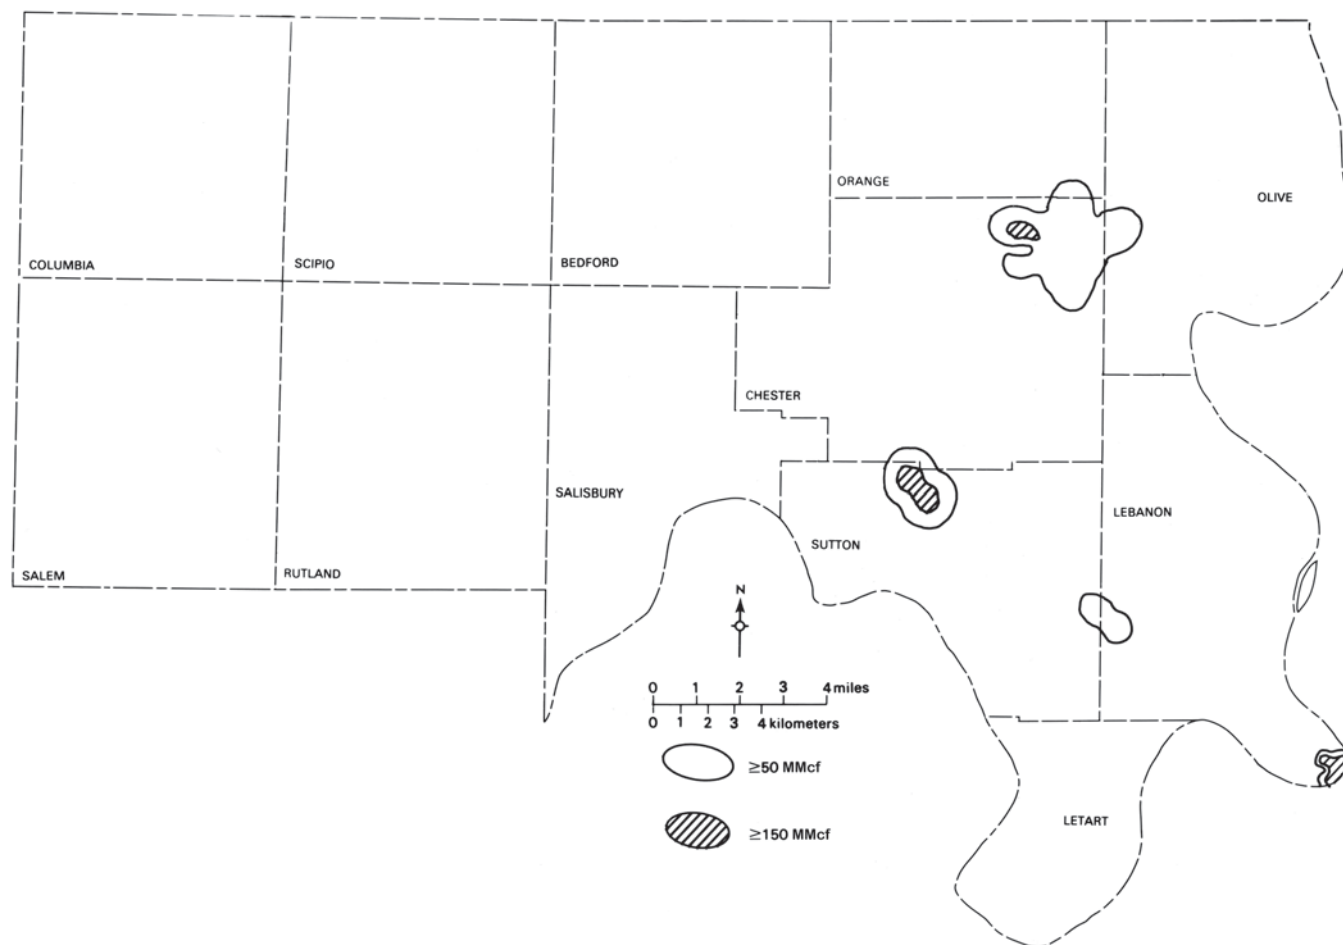 ORANGE
OLIVE
COLUMBIA
SCIPIO
BEDFORD
CHESTER
SALISBURY
LEBANON
SUTTON
SALEM
RUTLAND
N
0 1 2 3 4 miles
0 1 2 3 4 kilometers
≥50 MMcf
≥150 MMcf
LETART